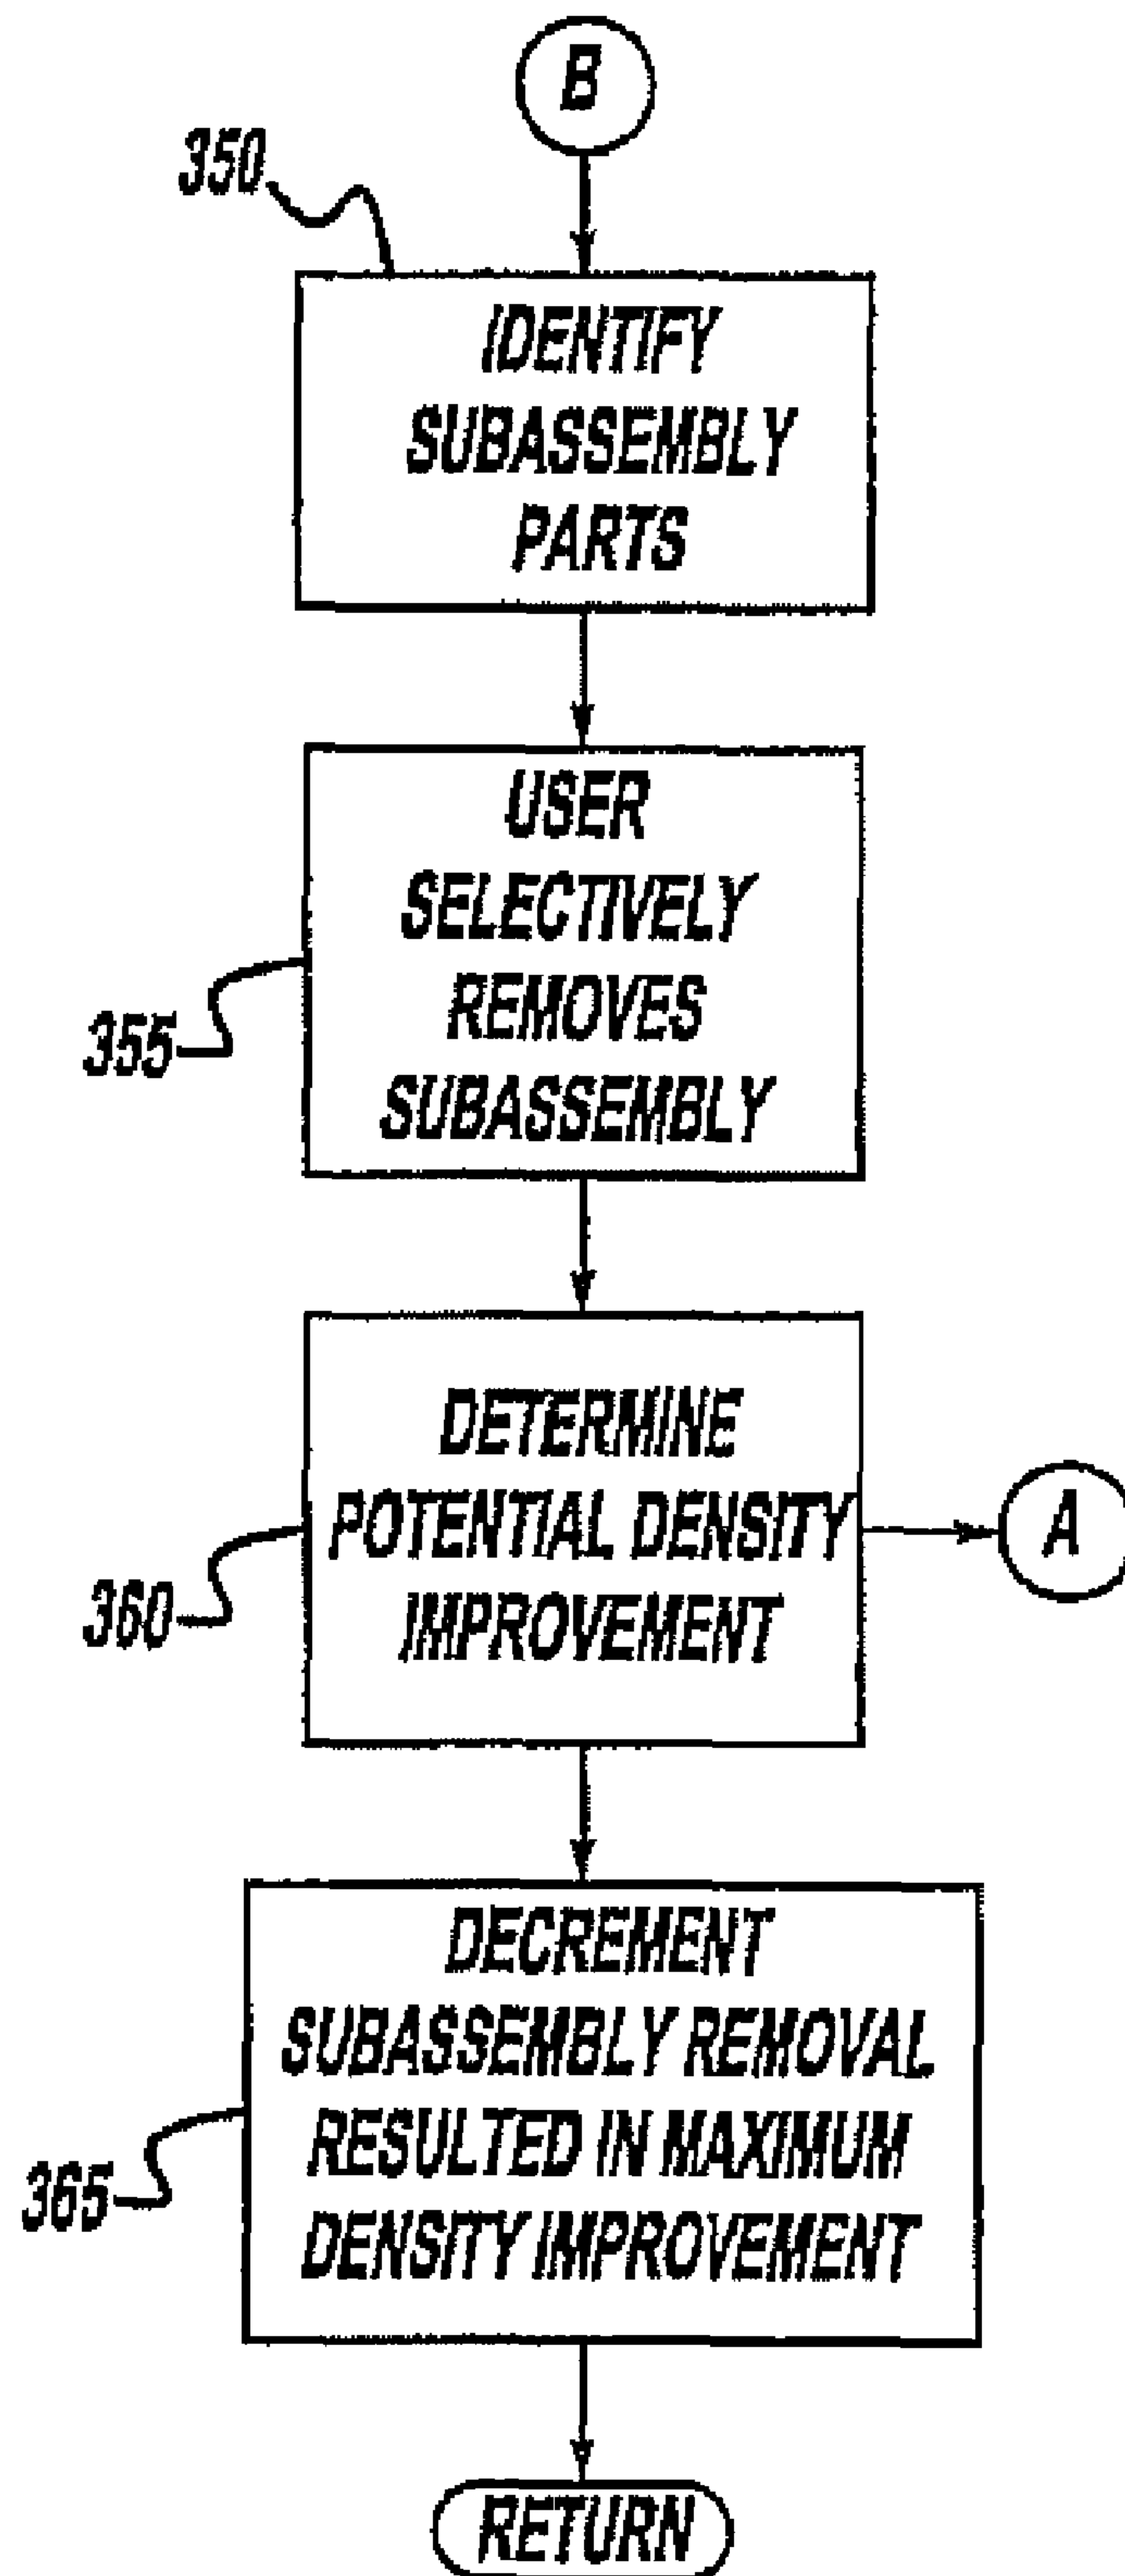 B
350
IDENTIFY
SUBASSEMBLY
PARTS
USER
SELECTIVELY
REMOVES
SUBASSEMBLY
355
DETERMINE
POTENTIAL DENSITY
IMPROVEMENT
A
360
DECREMENT
SUBASSEMBLY REMOVAL
RESULTED IN MAXIMUM
DENSITY IMPROVEMENT
365
RETURN